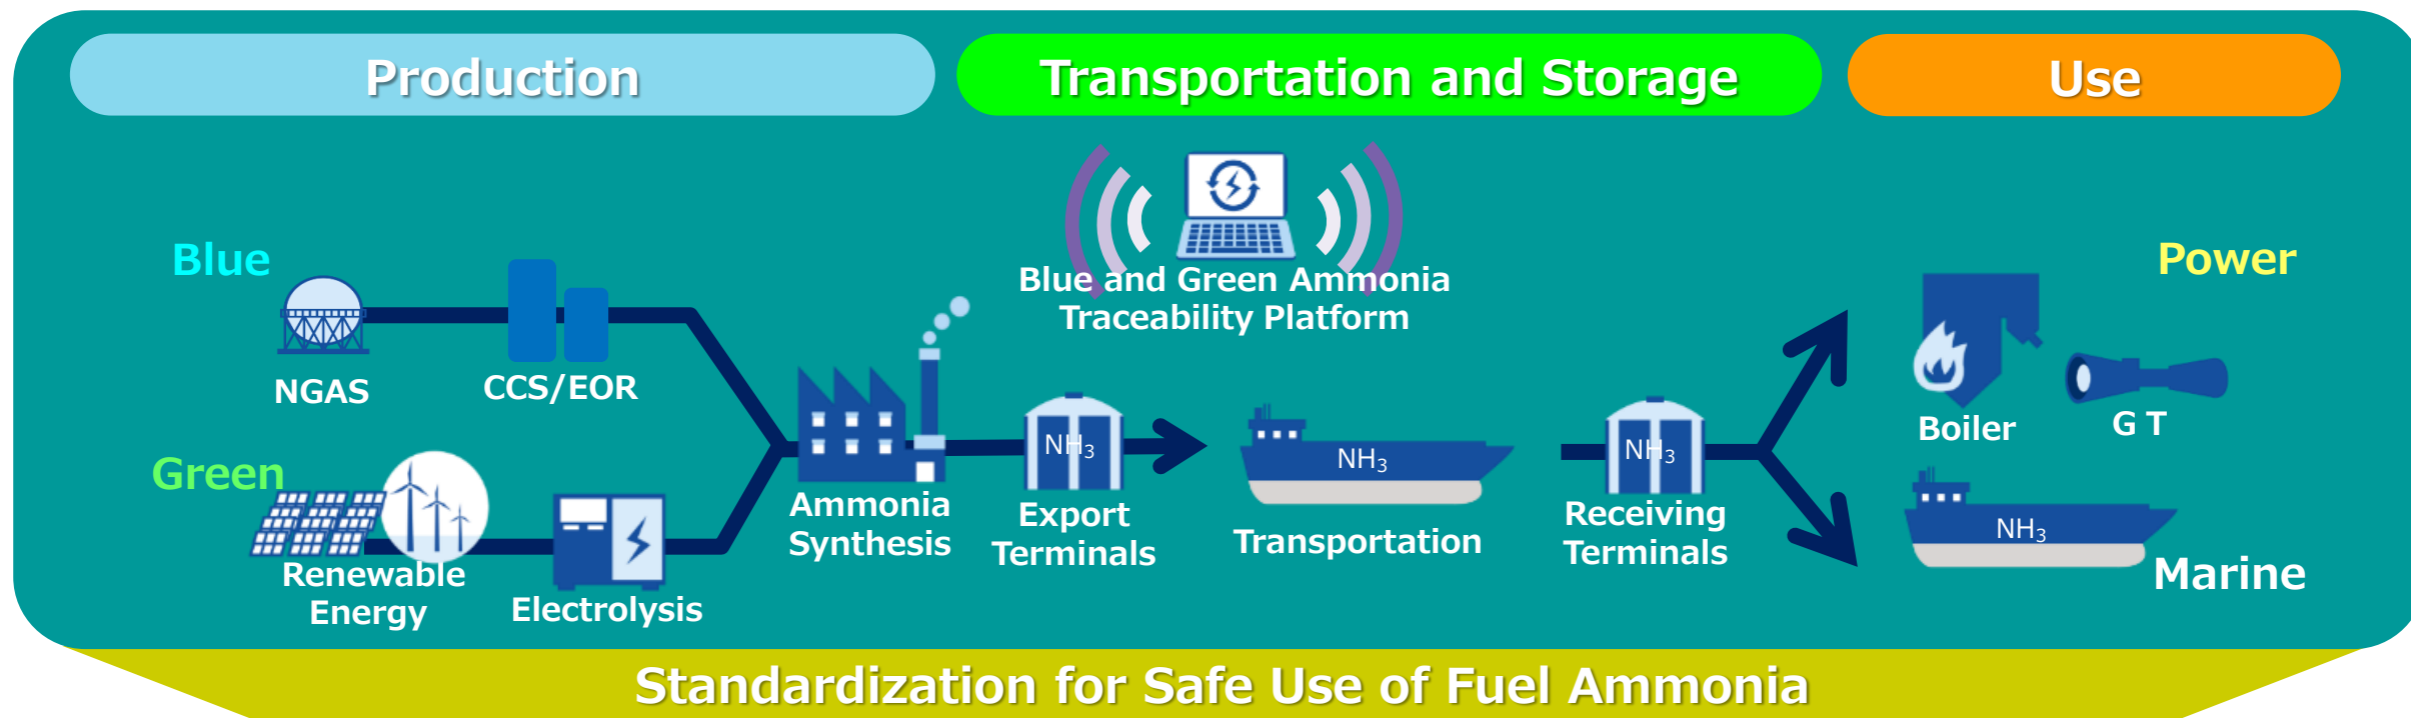 Production
Transportation and Storage
Use
Blue
NGAS
CCS/EOR
Green
Renewable
Energy
Electrolysis
Ammonia
Synthesis
Blue and Green Ammonia
Traceability Platform
NH₃
Export
Terminals
NH₃
Transportation
NH₃
Receiving
Terminals
Power
Boiler
G T
NH₃
Marine
Standardization for Safe Use of Fuel Ammonia